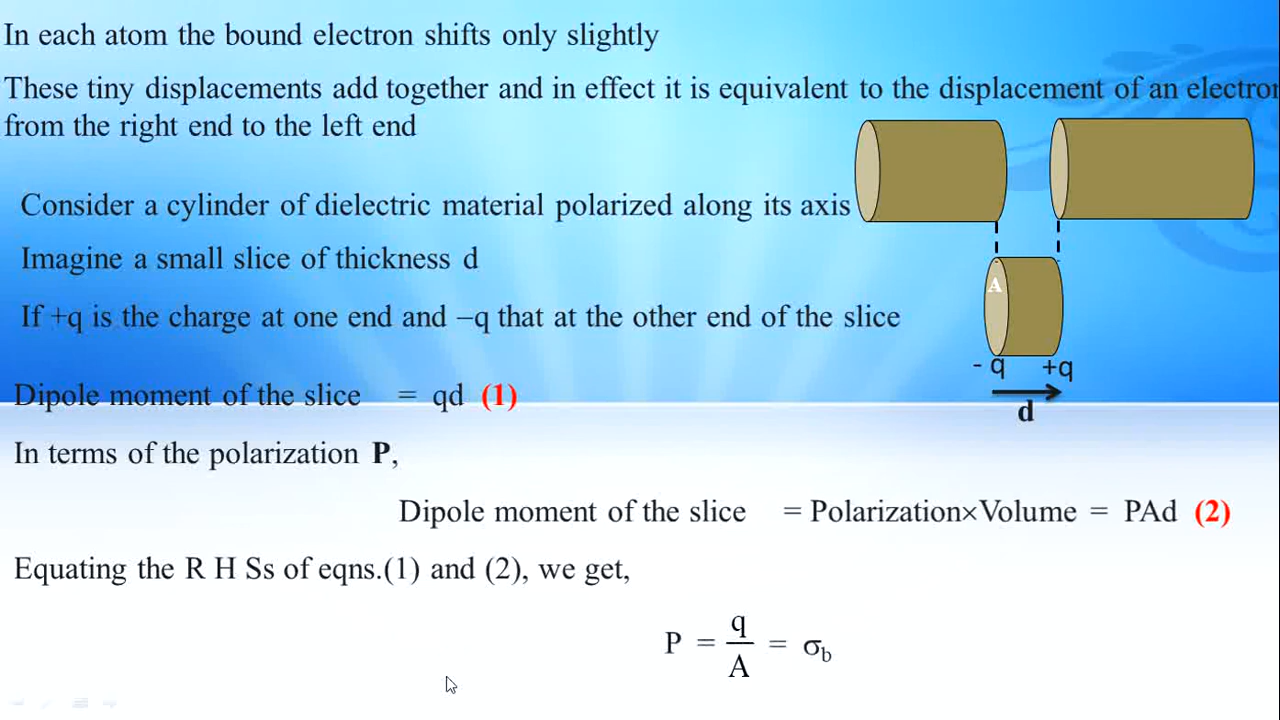 In each atom the bound electron shifts only slightly
These tiny displacements add together and in effect it is equivalent to the displacement of an electron
from the right end to the left end
Consider a cylinder of dielectric material polarized along its axis
Imagine a small slice of thickness d
A
If +q is the charge at one end and –q that at the other end of the slice
- q +q
d
Dipole moment of the slice = qd (1)
In terms of the polarization P,
Dipole moment of the slice = Polarization×Volume = PAd (2)
Equating the R H Ss of eqns.(1) and (2), we get,
P = q/A = σb